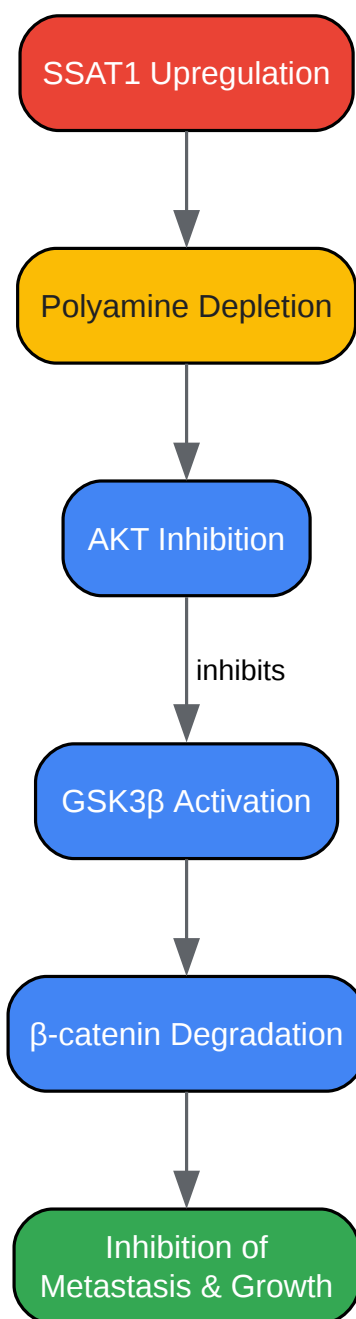 SSAT1 Upregulation
Polyamine Depletion
AKT Inhibition
inhibits
GSK3β Activation
β-catenin Degradation
Inhibition of
Metastasis & Growth